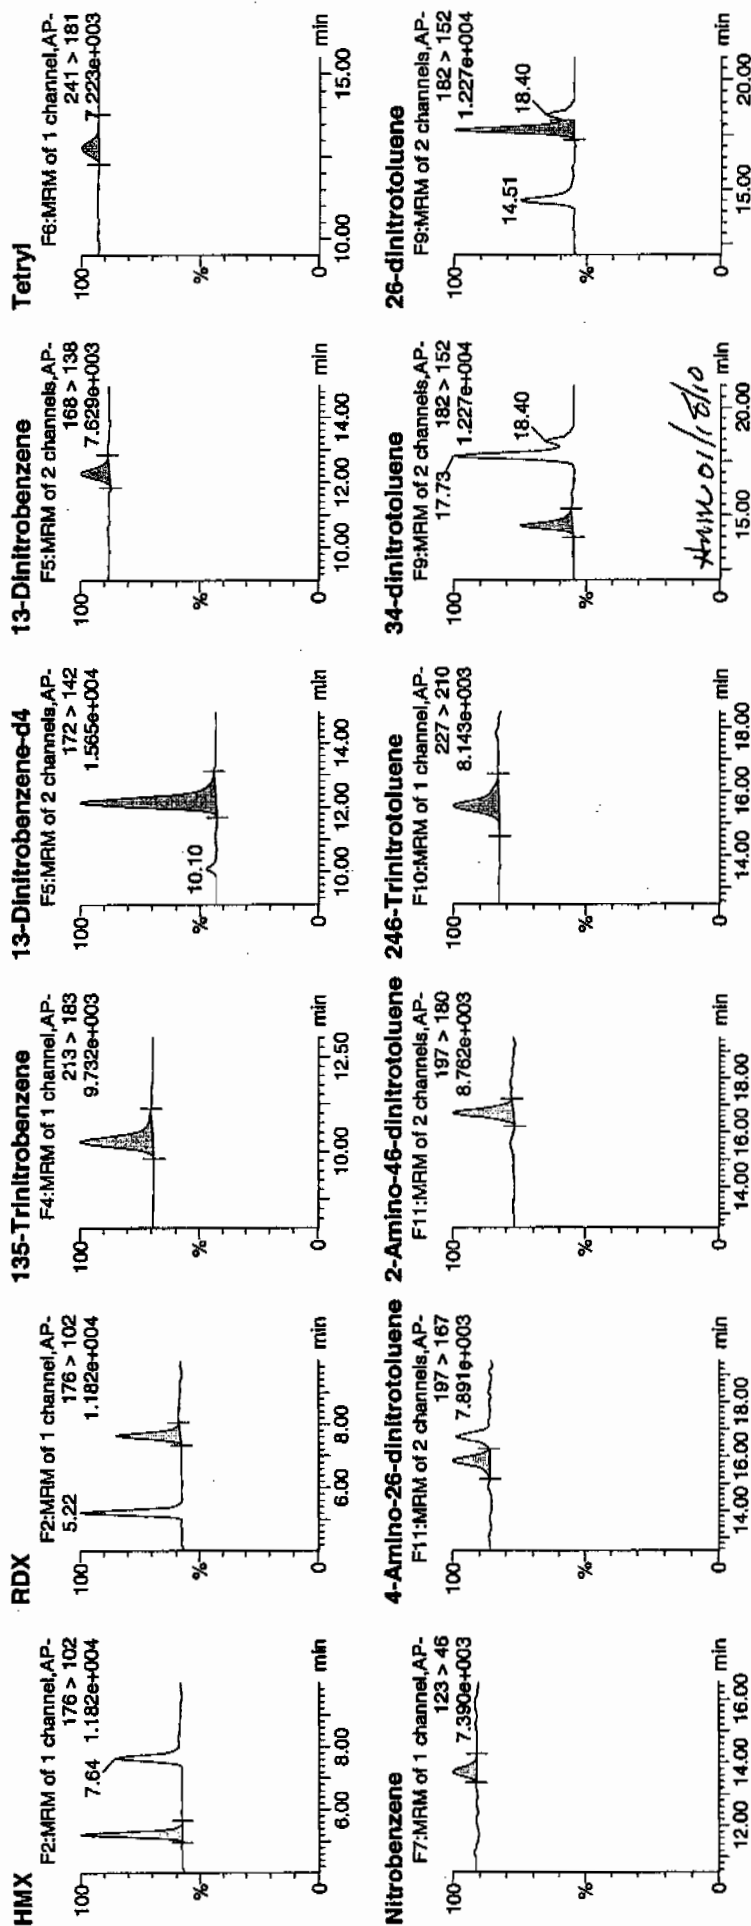 HMX
F2:MRM of 1 channel,AP-
176 > 102
1.182e+004
100
7.64
%
0
6.00 8.00 min
RDX
F2:MRM of 1 channel,AP-
5.22
176 > 102
1.182e+004
100
%
0
6.00 8.00 min
135-Trinitrobenzene
F4:MRM of 1 channel,AP-
213 > 183
9.732e+003
100
%
0
10.00 12.50 min
13-Dinitrobenzene-d4
F5:MRM of 2 channels,AP-
172 > 142
1.565e+004
100
10.10
%
0
10.00 12.00 14.00 min
13-Dinitrobenzene
F5:MRM of 2 channels,AP-
168 > 138
7.629e+003
100
%
0
10.00 12.00 14.00 min
Tetryl
F6:MRM of 1 channel,AP-
241 > 181
7.223e+003
100
%
0
10.00 15.00 min
Nitrobenzene
F7:MRM of 1 channel,AP-
123 > 46
7.390e+003
100
%
0
12.00 14.00 16.00 min
4-Amino-26-dinitrotoluene
F11:MRM of 2 channels,AP-
197 > 167
7.891e+003
100
%
0
14.00 16.00 18.00 min
2-Amino-46-dinitrotoluene
F11:MRM of 2 channels,AP-
197 > 180
8.762e+003
100
%
0
14.00 16.00 18.00 min
246-Trinitrotoluene
F10:MRM of 1 channel,AP-
227 > 210
8.143e+003
100
%
0
14.00 16.00 18.00 min
34-dinitrotoluene
F9:MRM of 2 channels,AP-
182 > 152
1.227e+004
100
17.73
18.40
%
0
15.00 20.00 min
01/18/10
26-dinitrotoluene
F9:MRM of 2 channels,AP-
182 > 152
1.227e+004
100
14.51
18.40
%
0
15.00 20.00 min